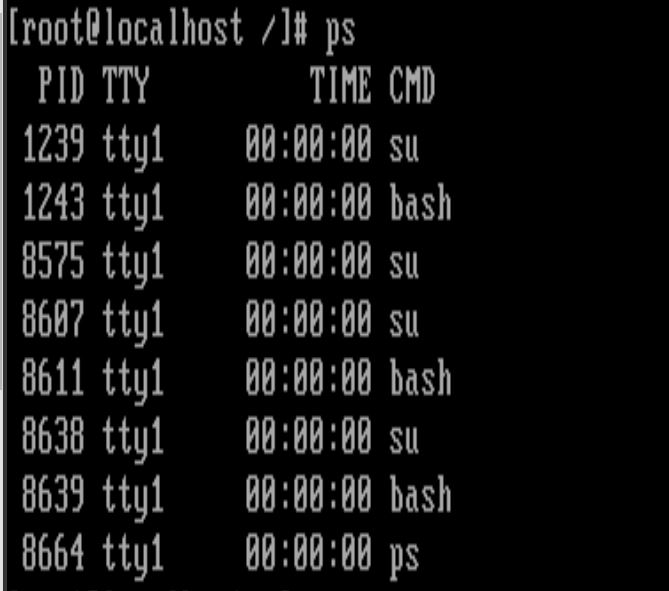 [root@localhost /]# ps
  PID TTY          TIME CMD
 1239 tty1     00:00:00 su
 1243 tty1     00:00:00 bash
 8575 tty1     00:00:00 su
 8607 tty1     00:00:00 su
 8611 tty1     00:00:00 bash
 8638 tty1     00:00:00 su
 8639 tty1     00:00:00 bash
 8664 tty1     00:00:00 ps